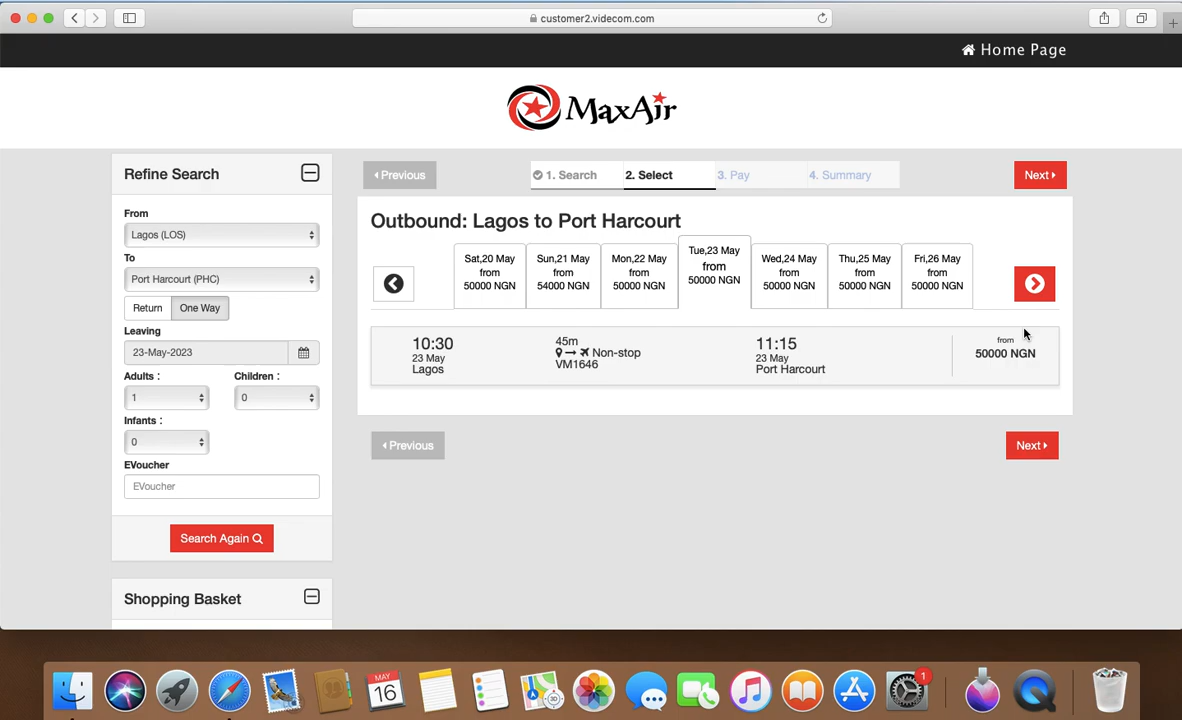 customer2.videcom.com
Home Page
MaxAir
Refine Search
From
Lagos (LOS)
To
Port Harcourt (PHC)
Return
One Way
Leaving
23-May-2023
Adults :
Children :
1
0
Infants :
0
EVoucher
EVoucher
Search Again
Shopping Basket
Previous
1. Search
2. Select
3. Pay
4. Summary
Next
Outbound: Lagos to Port Harcourt
Sat,20 May
from
50000 NGN
Sun,21 May
from
54000 NGN
Mon,22 May
from
50000 NGN
Tue,23 May
from
50000 NGN
Wed,24 May
from
50000 NGN
Thu,25 May
from
50000 NGN
Fri,26 May
from
50000 NGN
10:30
23 May
Lagos
45m
Non-stop
VM1646
11:15
23 May
Port Harcourt
from
50000 NGN
Previous
Next
MAY
16
1